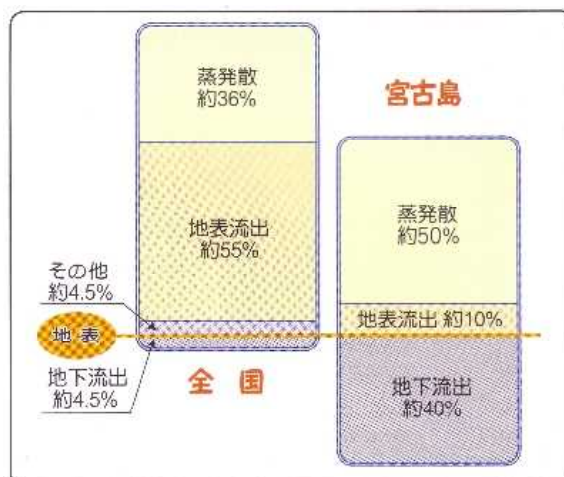 蒸発散
約36%
地表流出
約55%
その他
約4.5%
地表
地下流出
約4.5%
全国
宮古島
蒸発散
約50%
地表流出 約10%
地下流出
約40%